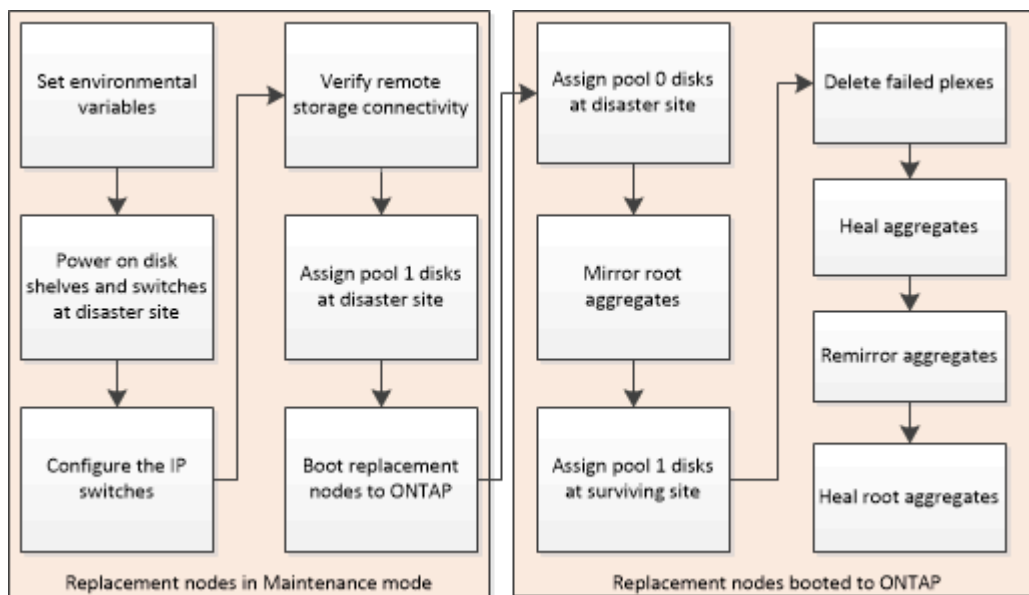 Set environmental
variables
Power on disk
shelves and switches
at disaster site
Configure the IP
switches
Verify remote
storage connectivity
Assign pool 1 disks
at disaster site
Boot replacement
nodes to ONTAP
Replacement nodes in Maintenance mode
Assign pool 0 disks
at disaster site
Mirror root
aggregates
Assign pool 1 disks
at surviving site
Delete failed plexes
Heal aggregates
Remirror aggregates
Heal root aggregates
Replacement nodes booted to ONTAP